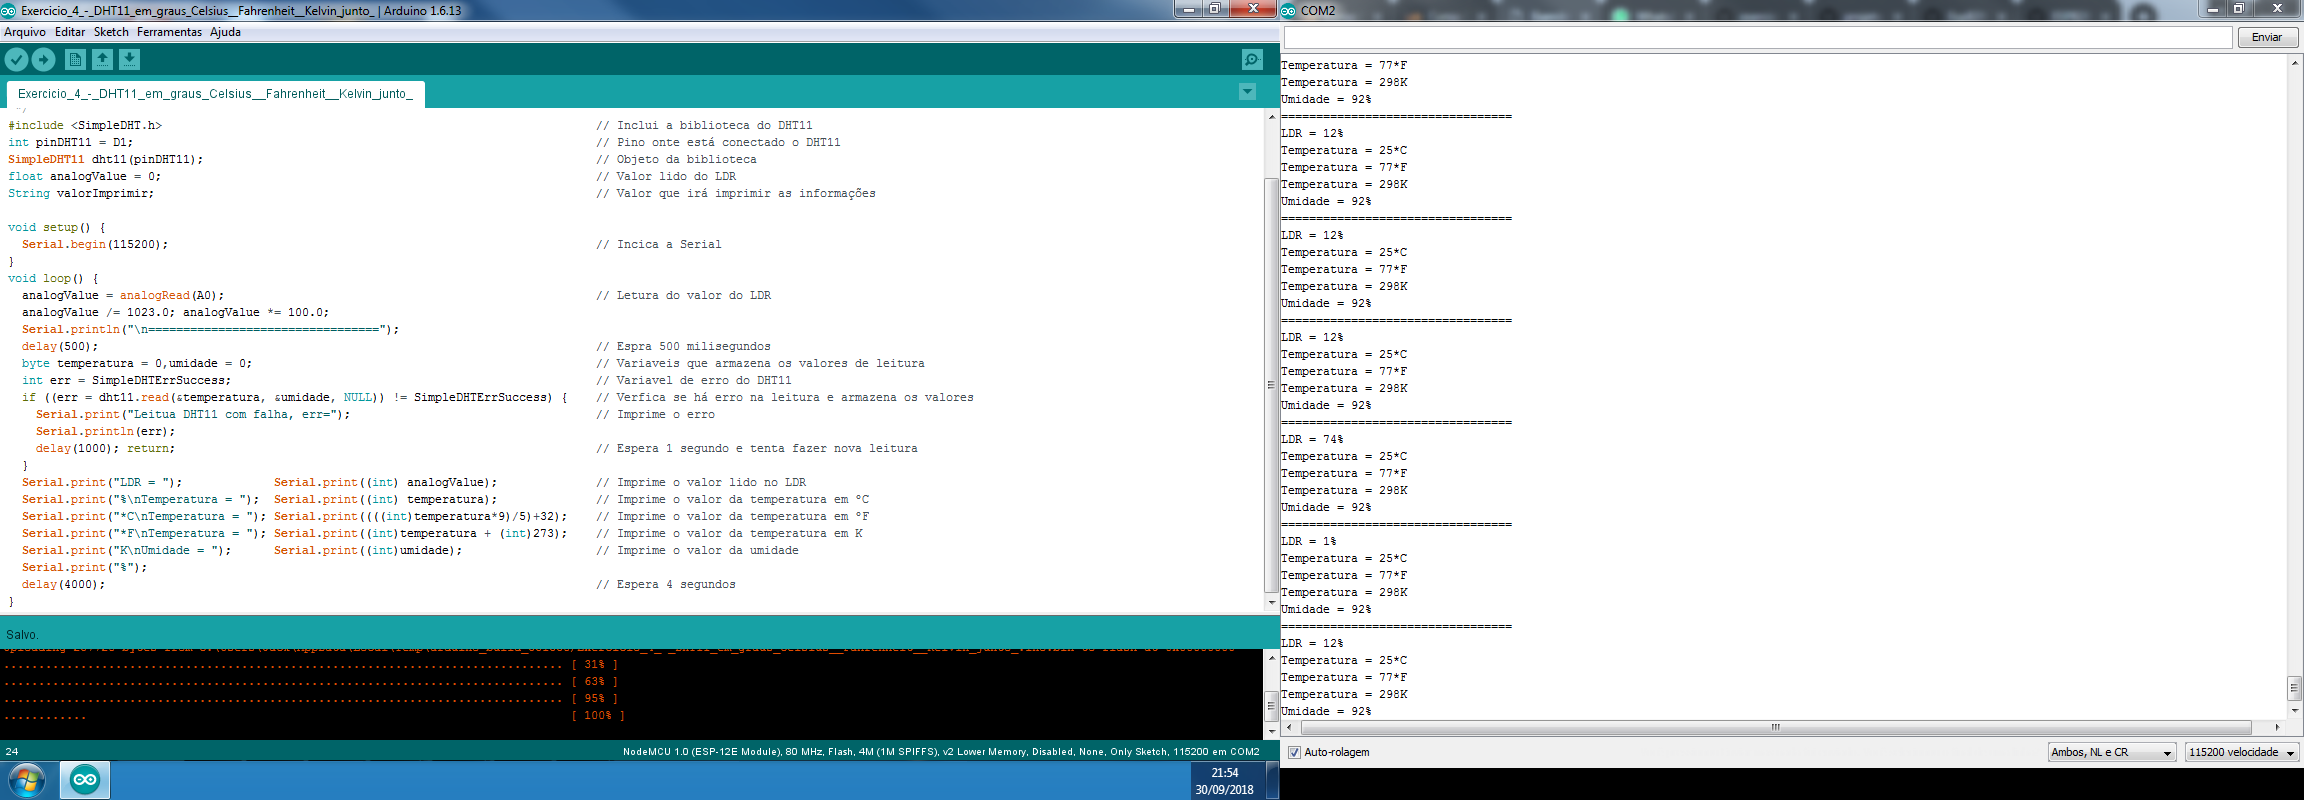 Exercicio_4_-_DHT11_em_graus_Celsius__Fahrenheit__Kelvin_junto_ | Arduino 1.6.13
Arquivo Editar Sketch Ferramentas Ajuda
Exercicio_4_-_DHT11_em_graus_Celsius__Fahrenheit__Kelvin_junto_
*/
#include <SimpleDHT.h> // Inclui a biblioteca do DHT11
int pinDHT11 = D1; // Pino onte está conectado o DHT11
SimpleDHT11 dht11(pinDHT11); // Objeto da biblioteca
float analogValue = 0; // Valor lido do LDR
String valorImprimir; // Valor que irá imprimir as informações
void setup() {
Serial.begin(115200); // Incica a Serial
}
void loop() {
analogValue = analogRead(A0); // Letura do valor do LDR
analogValue /= 1023.0; analogValue *= 100.0;
Serial.println("\n=================================");
delay(500); // Espra 500 milisegundos
byte temperatura = 0,umidade = 0; // Variaveis que armazena os valores de leitura
int err = SimpleDHTErrSuccess; // Variavel de erro do DHT11
if ((err = dht11.read(&temperatura, &umidade, NULL)) != SimpleDHTErrSuccess) { // Verfica se há erro na leitura e armazena os valores
Serial.print("Leitua DHT11 com falha, err="); // Imprime o erro
Serial.println(err);
delay(1000); return; // Espera 1 segundo e tenta fazer nova leitura
}
Serial.print("LDR = "); Serial.print((int) analogValue); // Imprime o valor lido no LDR
Serial.print("%\nTemperatura = "); Serial.print((int) temperatura); // Imprime o valor da temperatura em ºC
Serial.print("*C\nTemperatura = "); Serial.print((((int)temperatura*9)/5)+32); // Imprime o valor da temperatura em ºF
Serial.print("*F\nTemperatura = "); Serial.print((int)temperatura + (int)273); // Imprime o valor da temperatura em K
Serial.print("K\nUmidade = "); Serial.print((int)umidade); // Imprime o valor da umidade
Serial.print("%");
delay(4000); // Espera 4 segundos
}
Salvo.
................................................................................ [ 31% ]
................................................................................ [ 63% ]
................................................................................ [ 95% ]
............ [ 100% ]
24 NodeMCU 1.0 (ESP-12E Module), 80 MHz, Flash, 4M (1M SPIFFS), v2 Lower Memory, Disabled, None, Only Sketch, 115200 em COM2
21:54
30/09/2018
COM2
Enviar
Temperatura = 77*F
Temperatura = 298K
Umidade = 92%
=================================
LDR = 12%
Temperatura = 25*C
Temperatura = 77*F
Temperatura = 298K
Umidade = 92%
=================================
LDR = 12%
Temperatura = 25*C
Temperatura = 77*F
Temperatura = 298K
Umidade = 92%
=================================
LDR = 12%
Temperatura = 25*C
Temperatura = 77*F
Temperatura = 298K
Umidade = 92%
=================================
LDR = 74%
Temperatura = 25*C
Temperatura = 77*F
Temperatura = 298K
Umidade = 92%
=================================
LDR = 1%
Temperatura = 25*C
Temperatura = 77*F
Temperatura = 298K
Umidade = 92%
=================================
LDR = 12%
Temperatura = 25*C
Temperatura = 77*F
Temperatura = 298K
Umidade = 92%
Auto-rolagem
Ambos, NL e CR
115200 velocidade